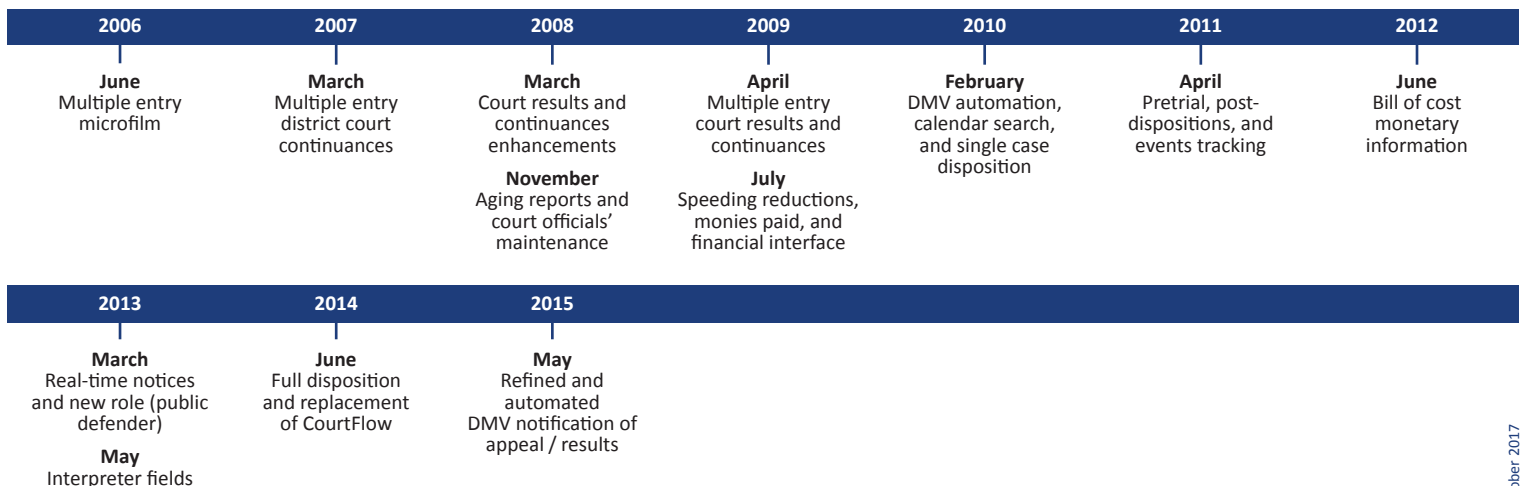 2006 2007 2008 2009 2010 2011 2012
June
Multiple entry
microfilm
March
Multiple entry
district court
continuances
March
Court results and
continuances
enhancements
November
Aging reports and
court officials’
maintenance
April
Multiple entry
court results and
continuances
July
Speeding reductions,
monies paid, and
financial interface
February
DMV automation,
calendar search,
and single case
disposition
April
Pretrial, post-
dispositions, and
events tracking
June
Bill of cost
monetary
information
2013 2014 2015
March
Real-time notices
and new role (public
defender)
May
Interpreter fields
June
Full disposition
and replacement
of CourtFlow
May
Refined and
automated
DMV notification of
appeal / results
2017